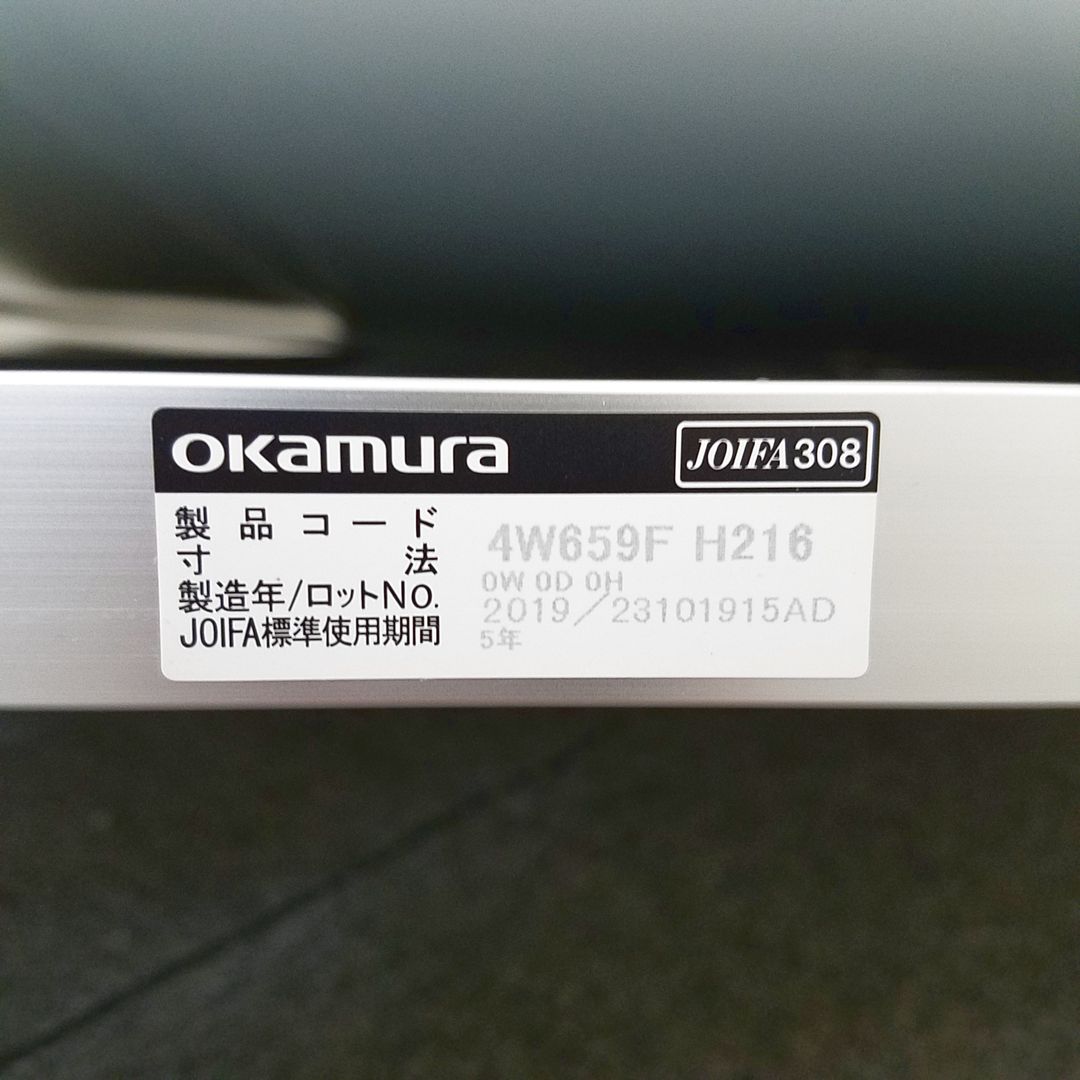 okamura JOIFA308
製品コード 4W659F H216
寸法 0W 0D 0H
製造年/ロットNo. 2019/23101915AD
JOIFA標準使用期間 5年